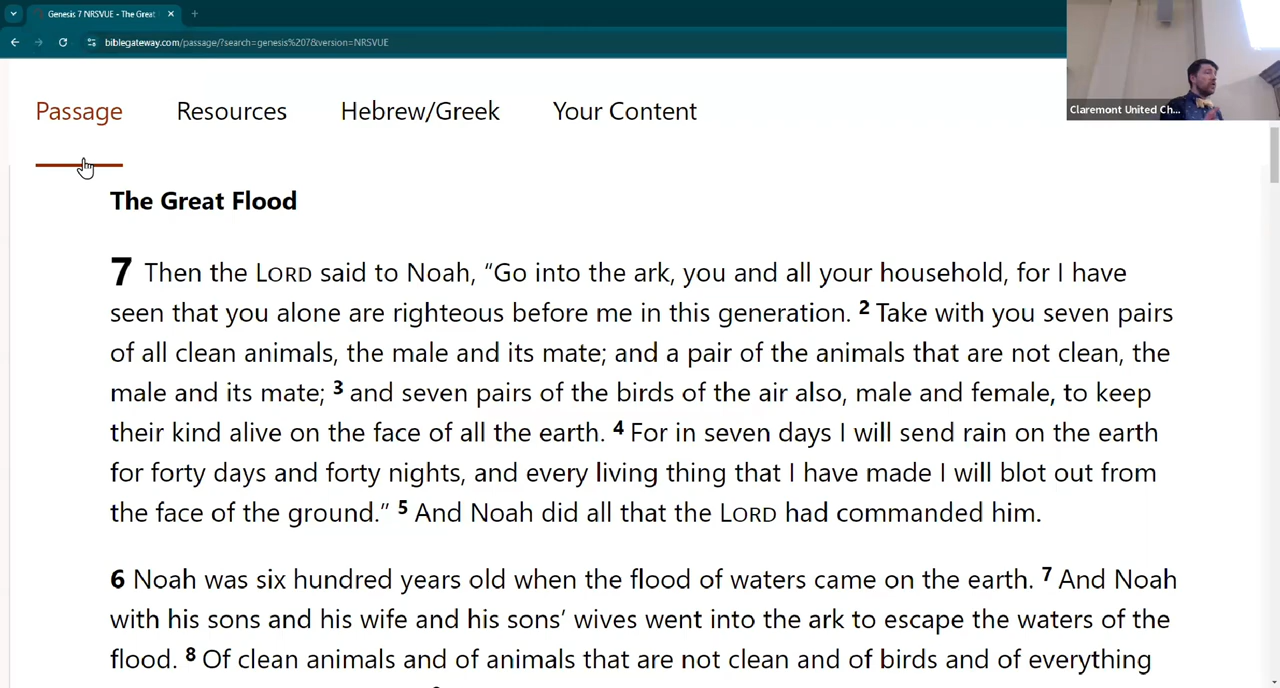 Genesis 7 NRSVUE - The Great
biblegateway.com/passage/?search=genesis%207&version=NRSVUE
Claremont United Ch...
Passage Resources Hebrew/Greek Your Content
The Great Flood
7 Then the LORD said to Noah, “Go into the ark, you and all your household, for I have
seen that you alone are righteous before me in this generation. 2 Take with you seven pairs
of all clean animals, the male and its mate; and a pair of the animals that are not clean, the
male and its mate; 3 and seven pairs of the birds of the air also, male and female, to keep
their kind alive on the face of all the earth. 4 For in seven days I will send rain on the earth
for forty days and forty nights, and every living thing that I have made I will blot out from
the face of the ground.” 5 And Noah did all that the LORD had commanded him.
6 Noah was six hundred years old when the flood of waters came on the earth. 7 And Noah
with his sons and his wife and his sons’ wives went into the ark to escape the waters of the
flood. 8 Of clean animals and of animals that are not clean and of birds and of everything